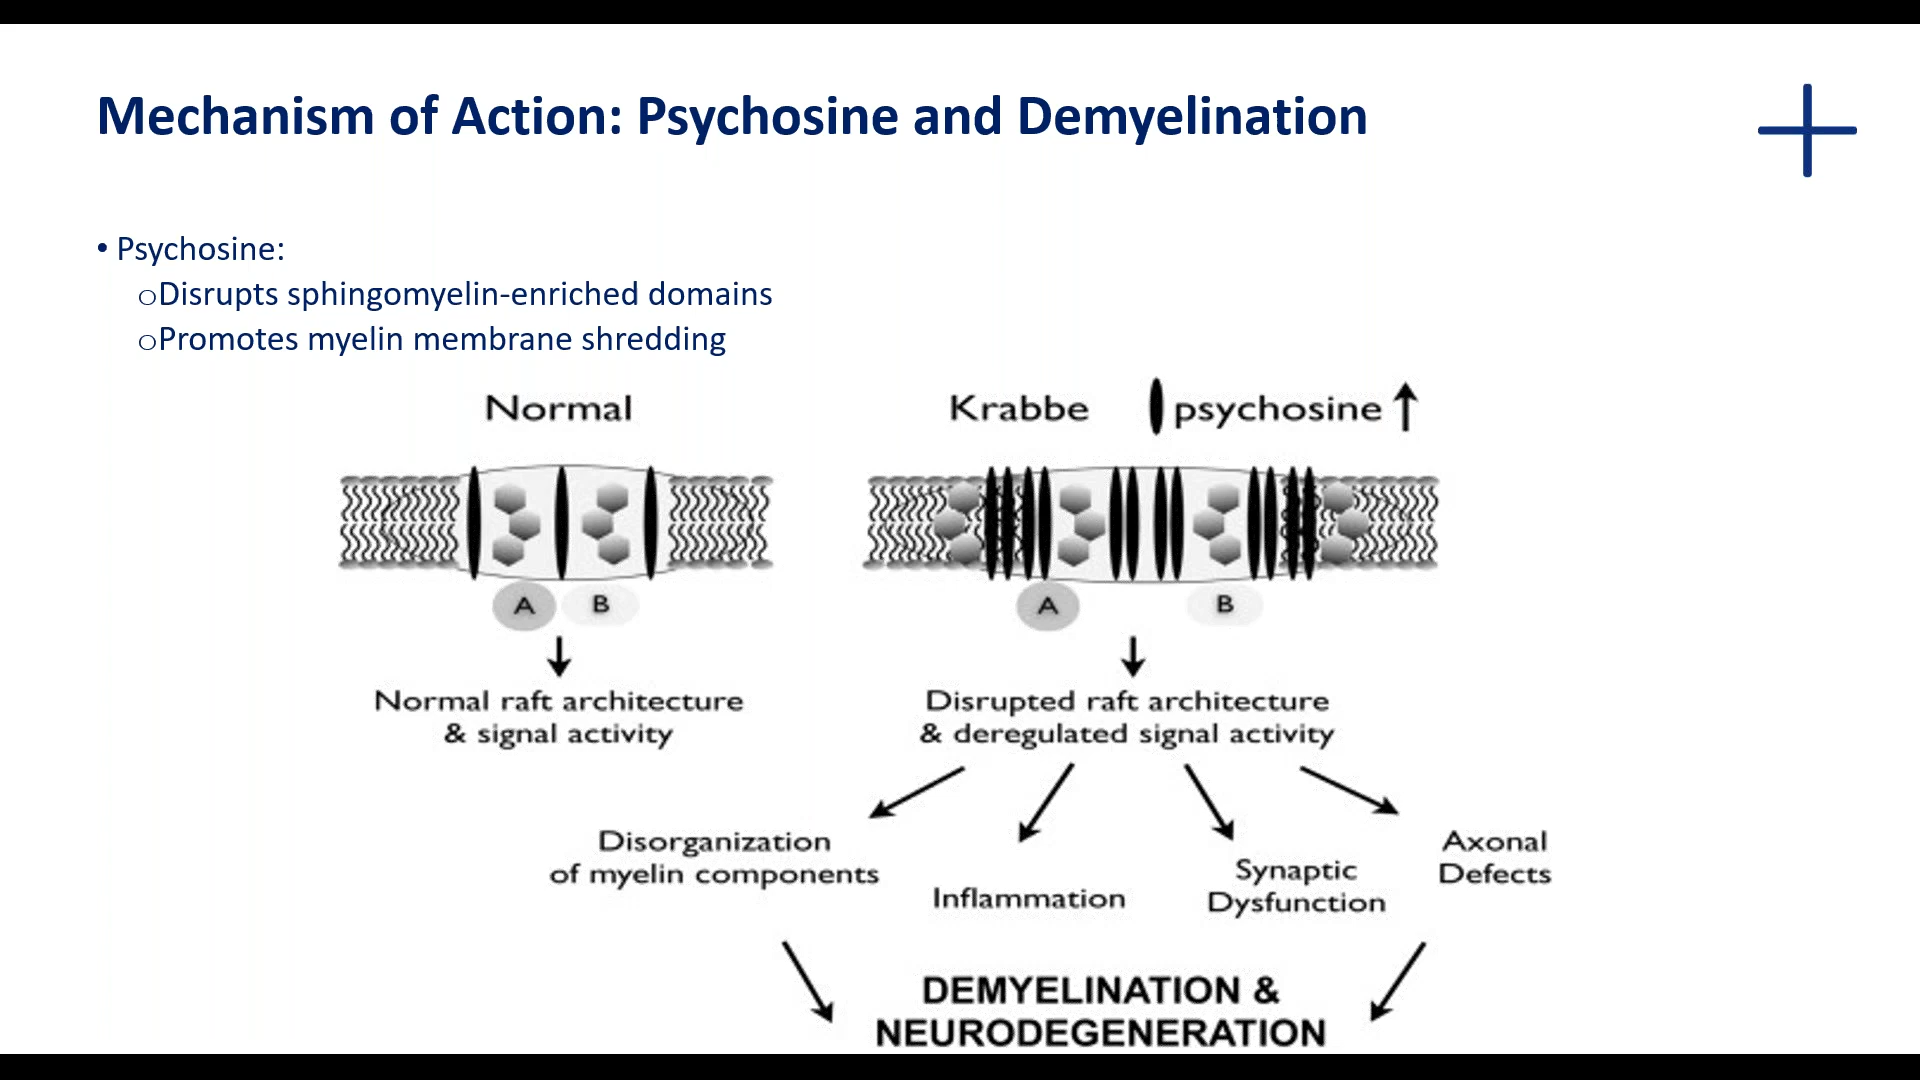 Mechanism of Action: Psychosine and Demyelination
• Psychosine:
oDisrupts sphingomyelin-enriched domains
oPromotes myelin membrane shredding
Normal
Krabbe psychosine
A B
A B
Normal raft architecture
& signal activity
Disrupted raft architecture
& deregulated signal activity
Disorganization
of myelin components
Inflammation
Synaptic
Dysfunction
Axonal
Defects
DEMYELINATION &
NEURODEGENERATION